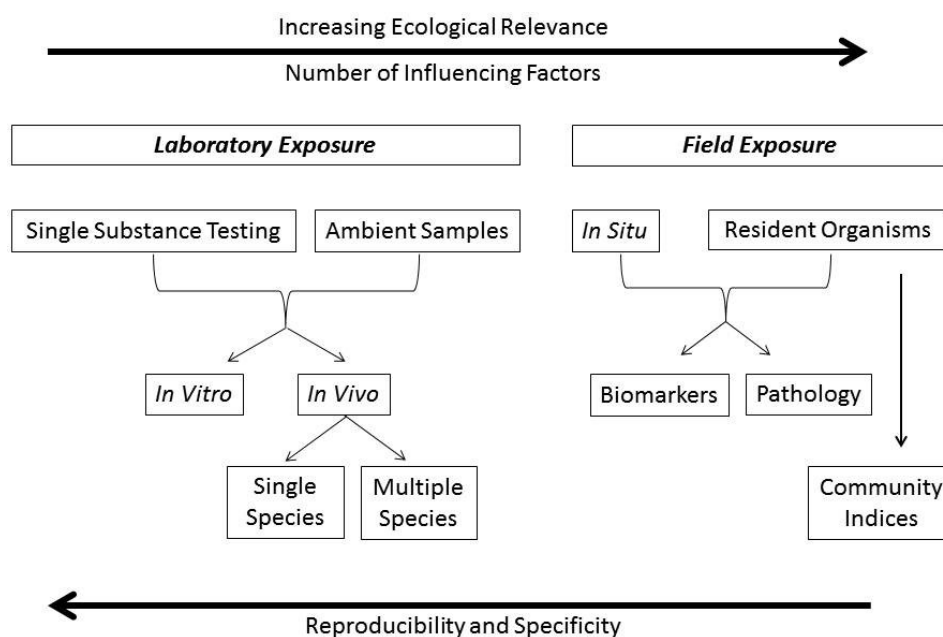 Increasing Ecological Relevance
Number of Influencing Factors
Laboratory Exposure
Field Exposure
Single Substance Testing
Ambient Samples
In Situ
Resident Organisms
In Vitro
In Vivo
Biomarkers
Pathology
Single
Species
Multiple
Species
Community
Indices
Reproducibility and Specificity